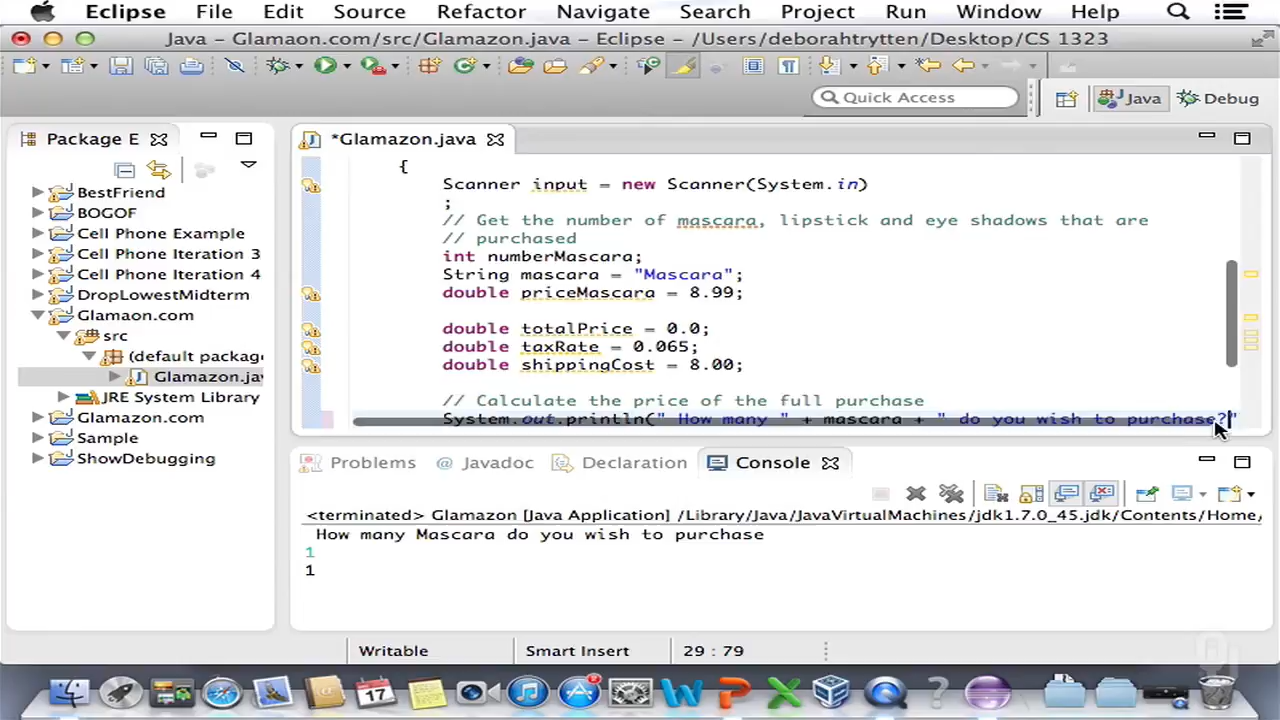 Eclipse File Edit Source Refactor Navigate Search Project Run Window Help
Java – Glamaon.com/src/Glamazon.java – Eclipse – /Users/deborahtrytten/Desktop/CS 1323
Quick Access
Java
Debug
Package E
BestFriend
BOGOF
Cell Phone Example
Cell Phone Iteration 3
Cell Phone Iteration 4
DropLowestMidterm
Glamaon.com
src
(default package
Glamazon.ja
JRE System Library
Glamazon.com
Sample
ShowDebugging
*Glamazon.java
{
Scanner input = new Scanner(System.in)
;
// Get the number of mascara, lipstick and eye shadows that are
// purchased
int numberMascara;
String mascara = "Mascara";
double priceMascara = 8.99;
double totalPrice = 0.0;
double taxRate = 0.065;
double shippingCost = 8.00;
// Calculate the price of the full purchase
System.out.println(" How many " + mascara + " do you wish to purchase?"
Problems @ Javadoc Declaration Console
<terminated> Glamazon [Java Application] /Library/Java/JavaVirtualMachines/jdk1.7.0_45.jdk/Contents/Home,
How many Mascara do you wish to purchase
1
1
Writable
Smart Insert
29 : 79
17